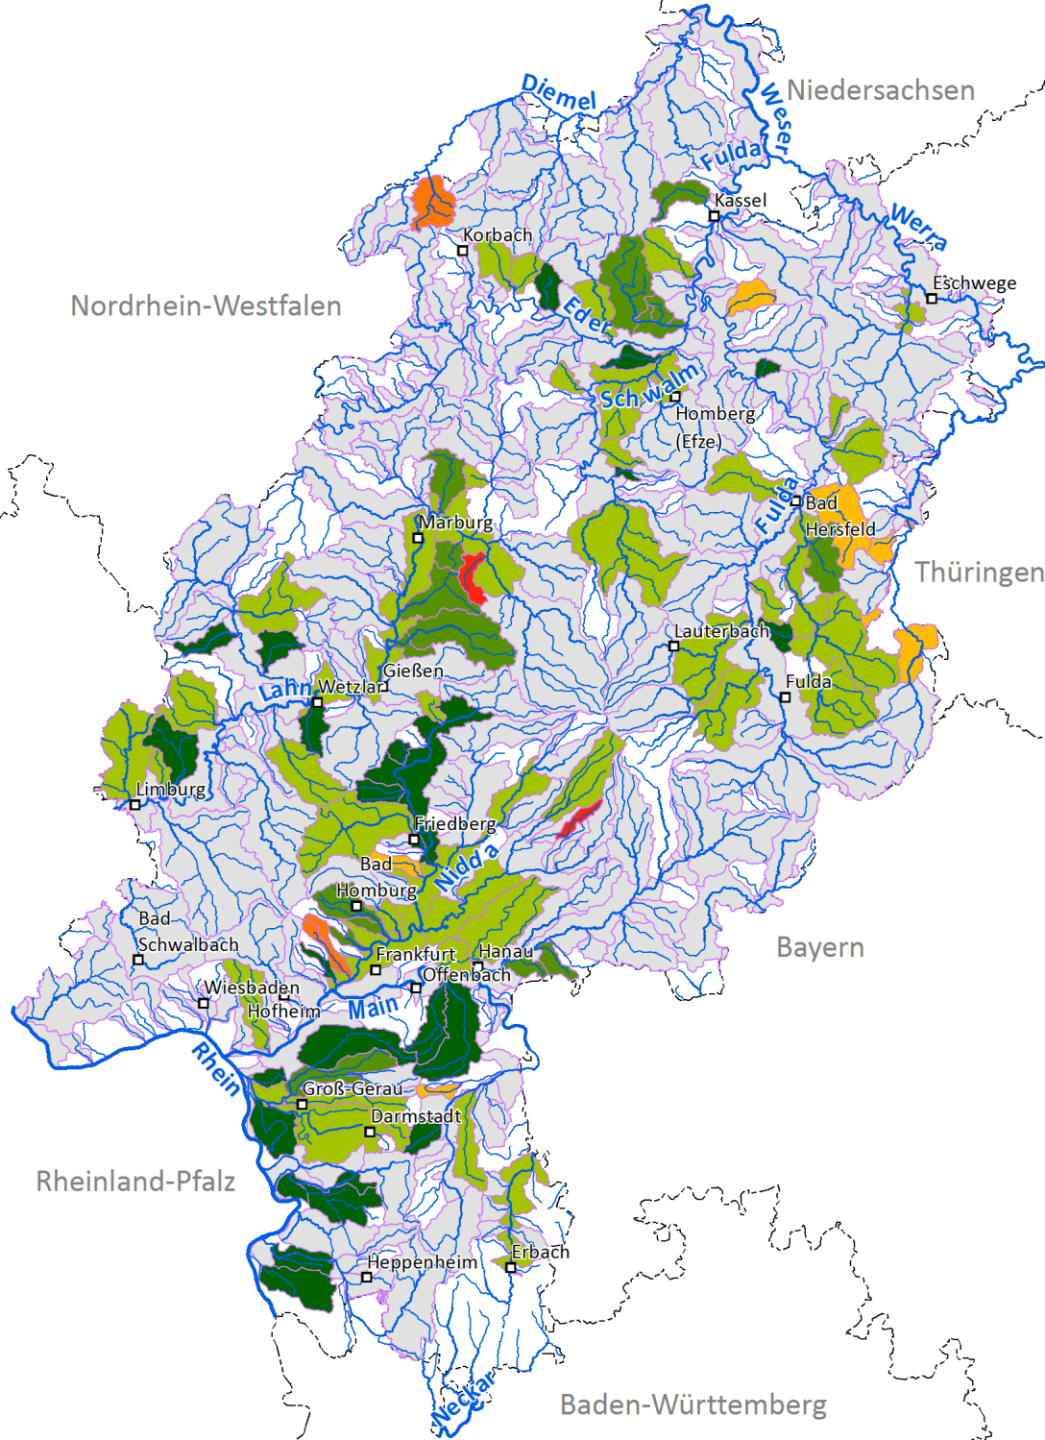 Niedersachsen
Diemel
Weser
Fulda
Kassel
Werra
Korbach
Eschwege
Nordrhein-Westfalen
Eder
Schwalm
Homberg
(Efze)
Fulda
Bad
Hersfeld
Marburg
Thüringen
Lauterbach
Gießen
Lahn
Wetzlar
Fulda
Limburg
Friedberg
Nidda
Bad
Homburg
Bad
Schwalbach
Bayern
Frankfurt
Hanau
Offenbach
Wiesbaden
Hofheim
Main
Rhein
Groß-Gerau
Darmstadt
Rheinland-Pfalz
Erbach
Heppenheim
Neckar
Baden-Württemberg